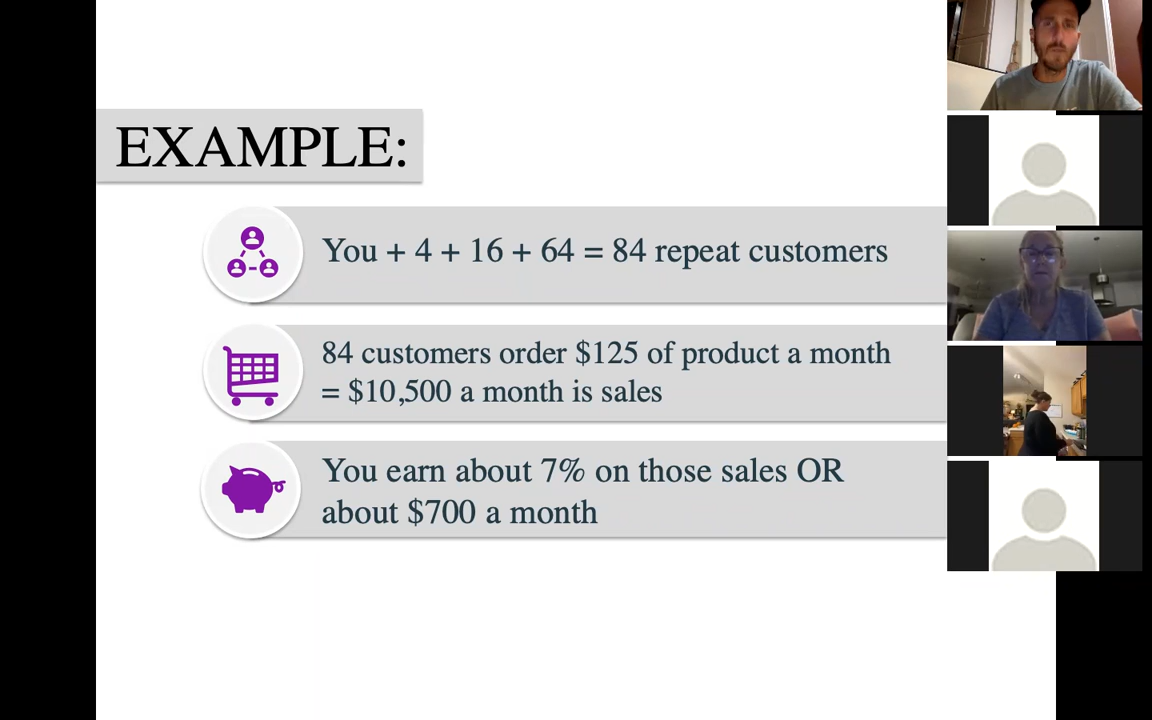 EXAMPLE:
You + 4 + 16 + 64 = 84 repeat customers
84 customers order $125 of product a month
= $10,500 a month is sales
You earn about 7% on those sales OR
about $700 a month